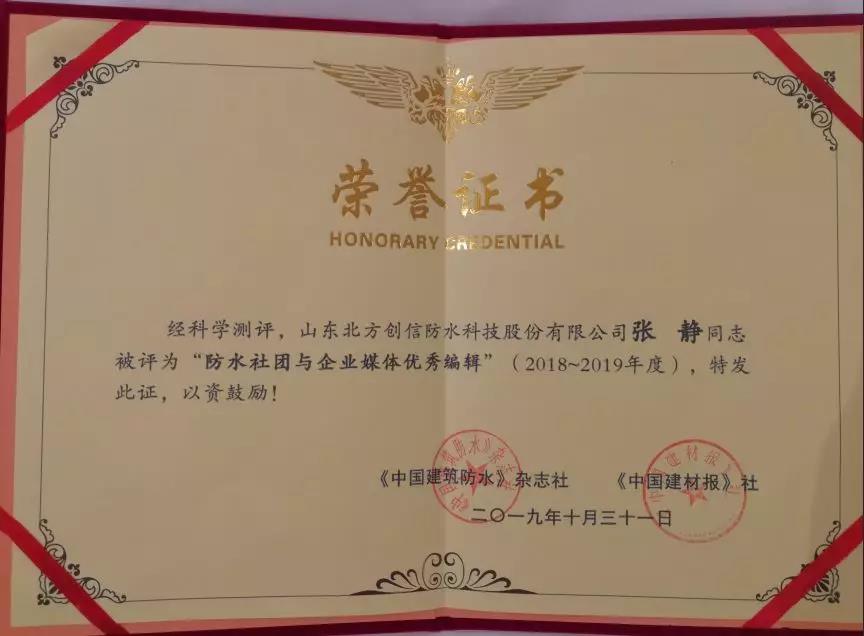 荣誉证书
HONORARY CREDENTIAL
经科学测评，山东北方创信防水科技股份有限公司张 静同志
被评为“防水社团与企业媒体优秀编辑”（2018~2019年度），特发
此证，以资鼓励！
《中国建筑防水》杂志社 《中国建材报》社
二〇一九年十月三十一日